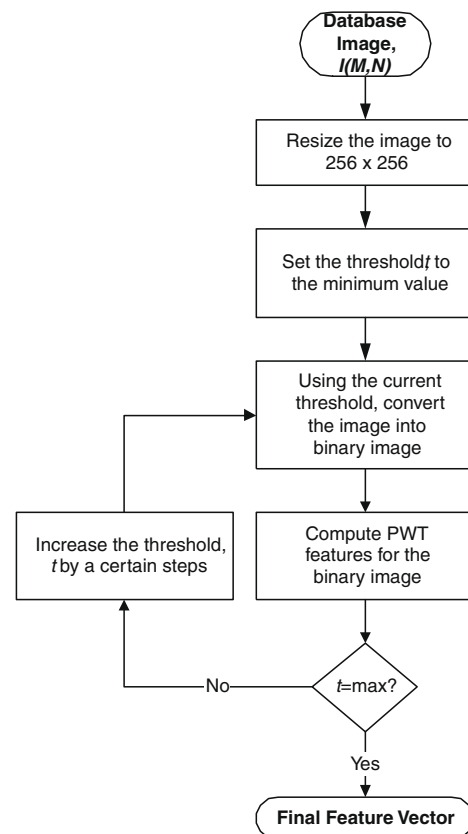 Database
Image,
I(M,N)
Resize the image to
256 x 256
Set the threshold, t to
the minimum value
Using the current
threshold, convert
the image into
binary image
Compute PWT
features for the
binary image
Increase the threshold,
t by a certain steps
t=max?
No
Yes
Final Feature Vector